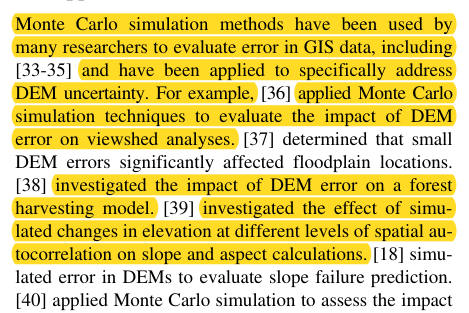 Monte Carlo simulation methods have been used by
many researchers to evaluate error in GIS data, including
[33-35] and have been applied to specifically address
DEM uncertainty. For example, [36] applied Monte Carlo
simulation techniques to evaluate the impact of DEM
error on viewshed analyses. [37] determined that small
DEM errors significantly affected floodplain locations.
[38] investigated the impact of DEM error on a forest
harvesting model. [39] investigated the effect of simu-
lated changes in elevation at different levels of spatial au-
tocorrelation on slope and aspect calculations. [18] simu-
lated error in DEMs to evaluate slope failure prediction.
[40] applied Monte Carlo simulation to assess the impact